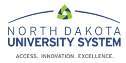 NORTH DAKOTA
UNIVERSITY SYSTEM
ACCESS. INNOVATION. EXCELLENCE.